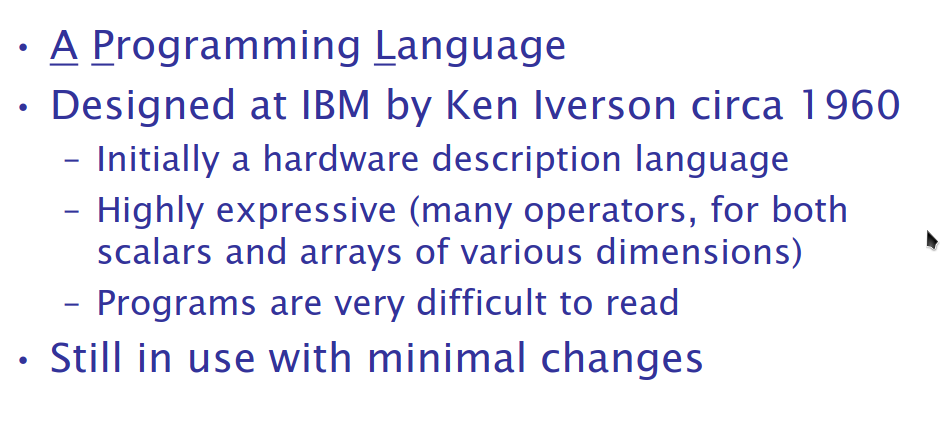 • A Programming Language
• Designed at IBM by Ken Iverson circa 1960
– Initially a hardware description language
– Highly expressive (many operators, for both
scalars and arrays of various dimensions)
– Programs are very difficult to read
• Still in use with minimal changes